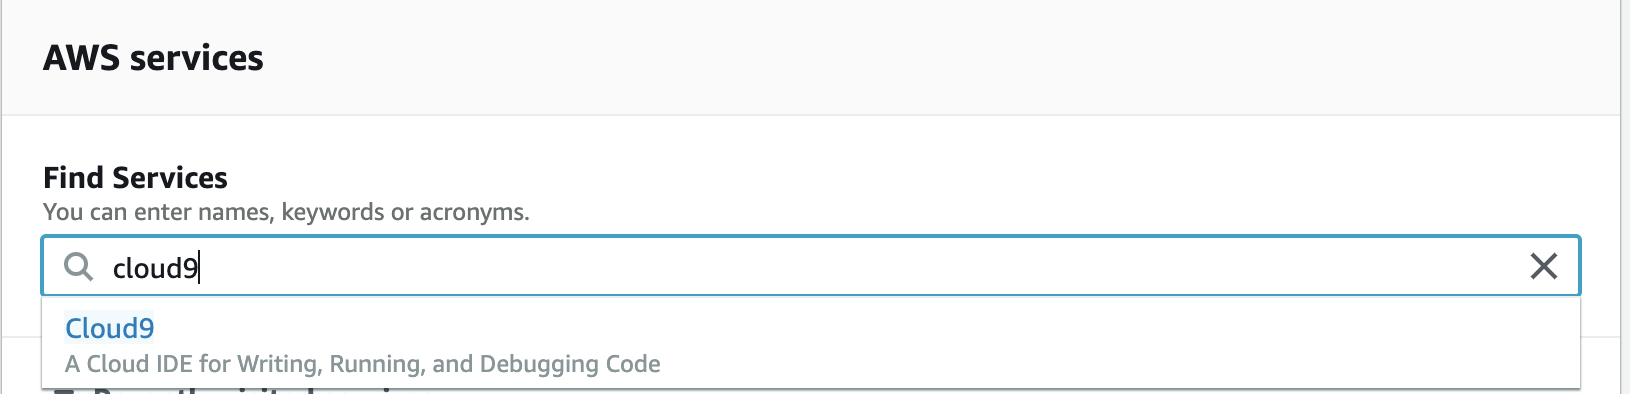 AWS services
Find Services
You can enter names, keywords or acronyms.
cloud9
Cloud9
A Cloud IDE for Writing, Running, and Debugging Code